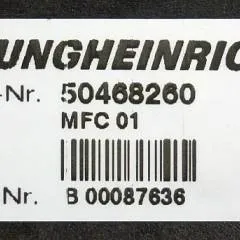 UNGHEINRIC
-Nr. 50468260
MFC 01
Nr. B 00087636